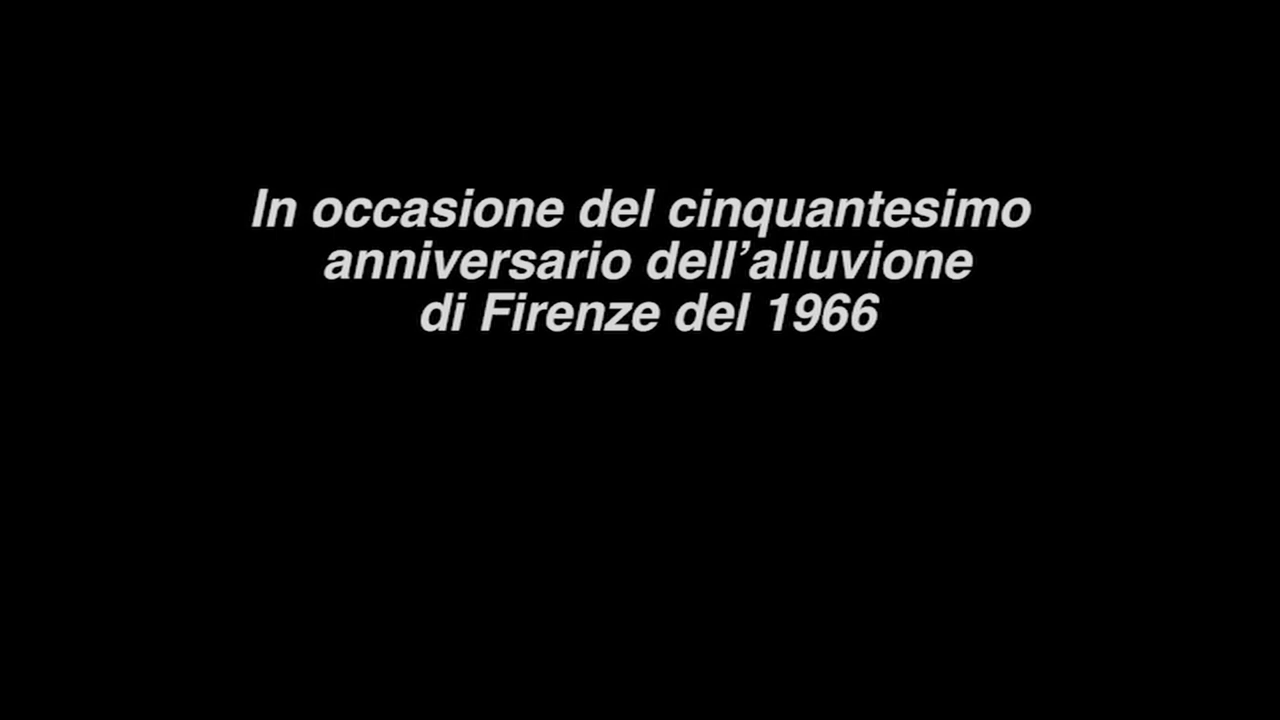 In occasione del cinquantesimo
anniversario dell’alluvione
di Firenze del 1966